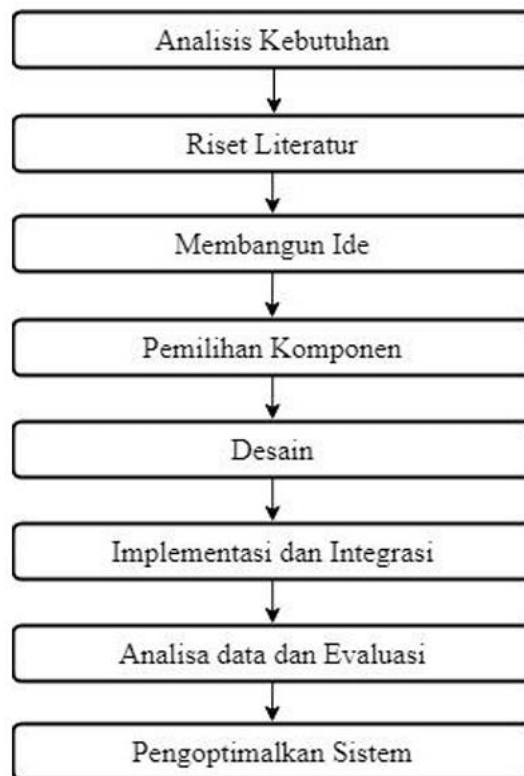 Analisis Kebutuhan
Riset Literatur
Membangun Ide
Pemilihan Komponen
Desain
Implementasi dan Integrasi
Analisa data dan Evaluasi
Pengoptimalkan Sistem